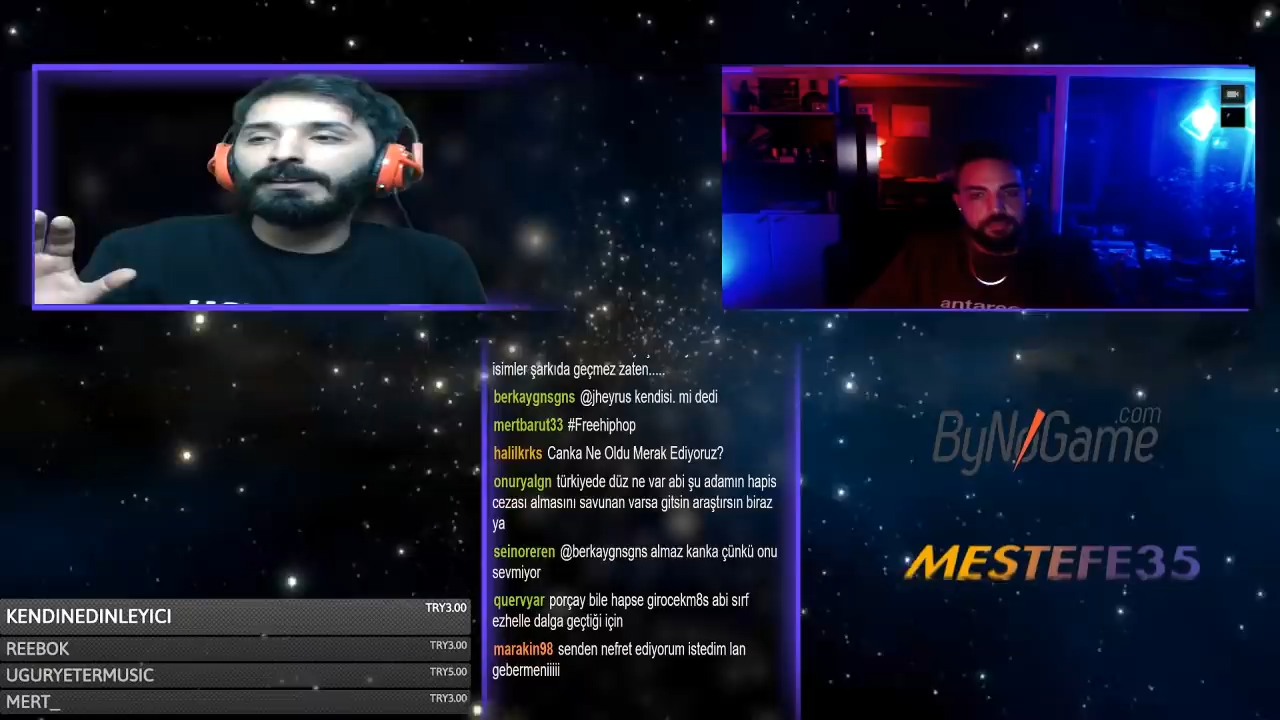 antares
isimler şarkıda geçmez zaten.....
berkaygnsgns @jheyrus kendisi. mi dedi
mertbarut33 #Freehiphop
halilkrks Canka Ne Oldu Merak Ediyoruz?
onuryalgn türkiyede düz ne var abi şu adamın hapis
cezası almasını savunan varsa gitsin araştırsın biraz
ya
seinoreren @berkaygnsgns almaz kanka çünkü onu
sevmiyor
quervyar porçay bile hapse girocekm8s abi sırf
ezhelle dalga geçtiği için
marakin98 senden nefret ediyorum istedim lan
gebermeniiiii
ByNoGame.com
MESTEFE35
KENDINEDINLEYICI TRY3.00
REEBOK TRY3.00
UGURYETERMUSIC TRY5.00
MERT_ TRY3.00